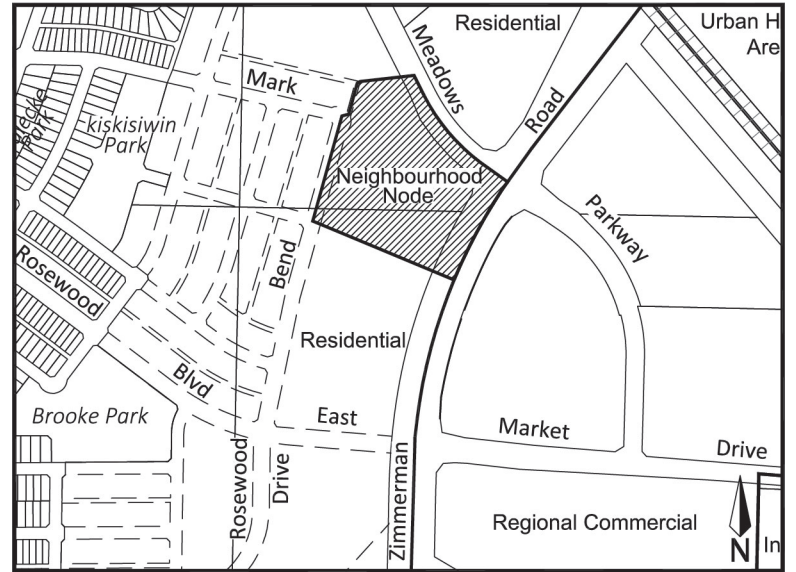 Residential
Urban H
Are
Meadows
Road
Mark
kiskisiwin
Park
Park
Neighbourhood
Node
Parkway
Bend
Rosewood
Residential
Blvd
Brooke Park
East
Market
Drive
Rosewood
Drive
Zimmerman
Regional Commercial
N
In